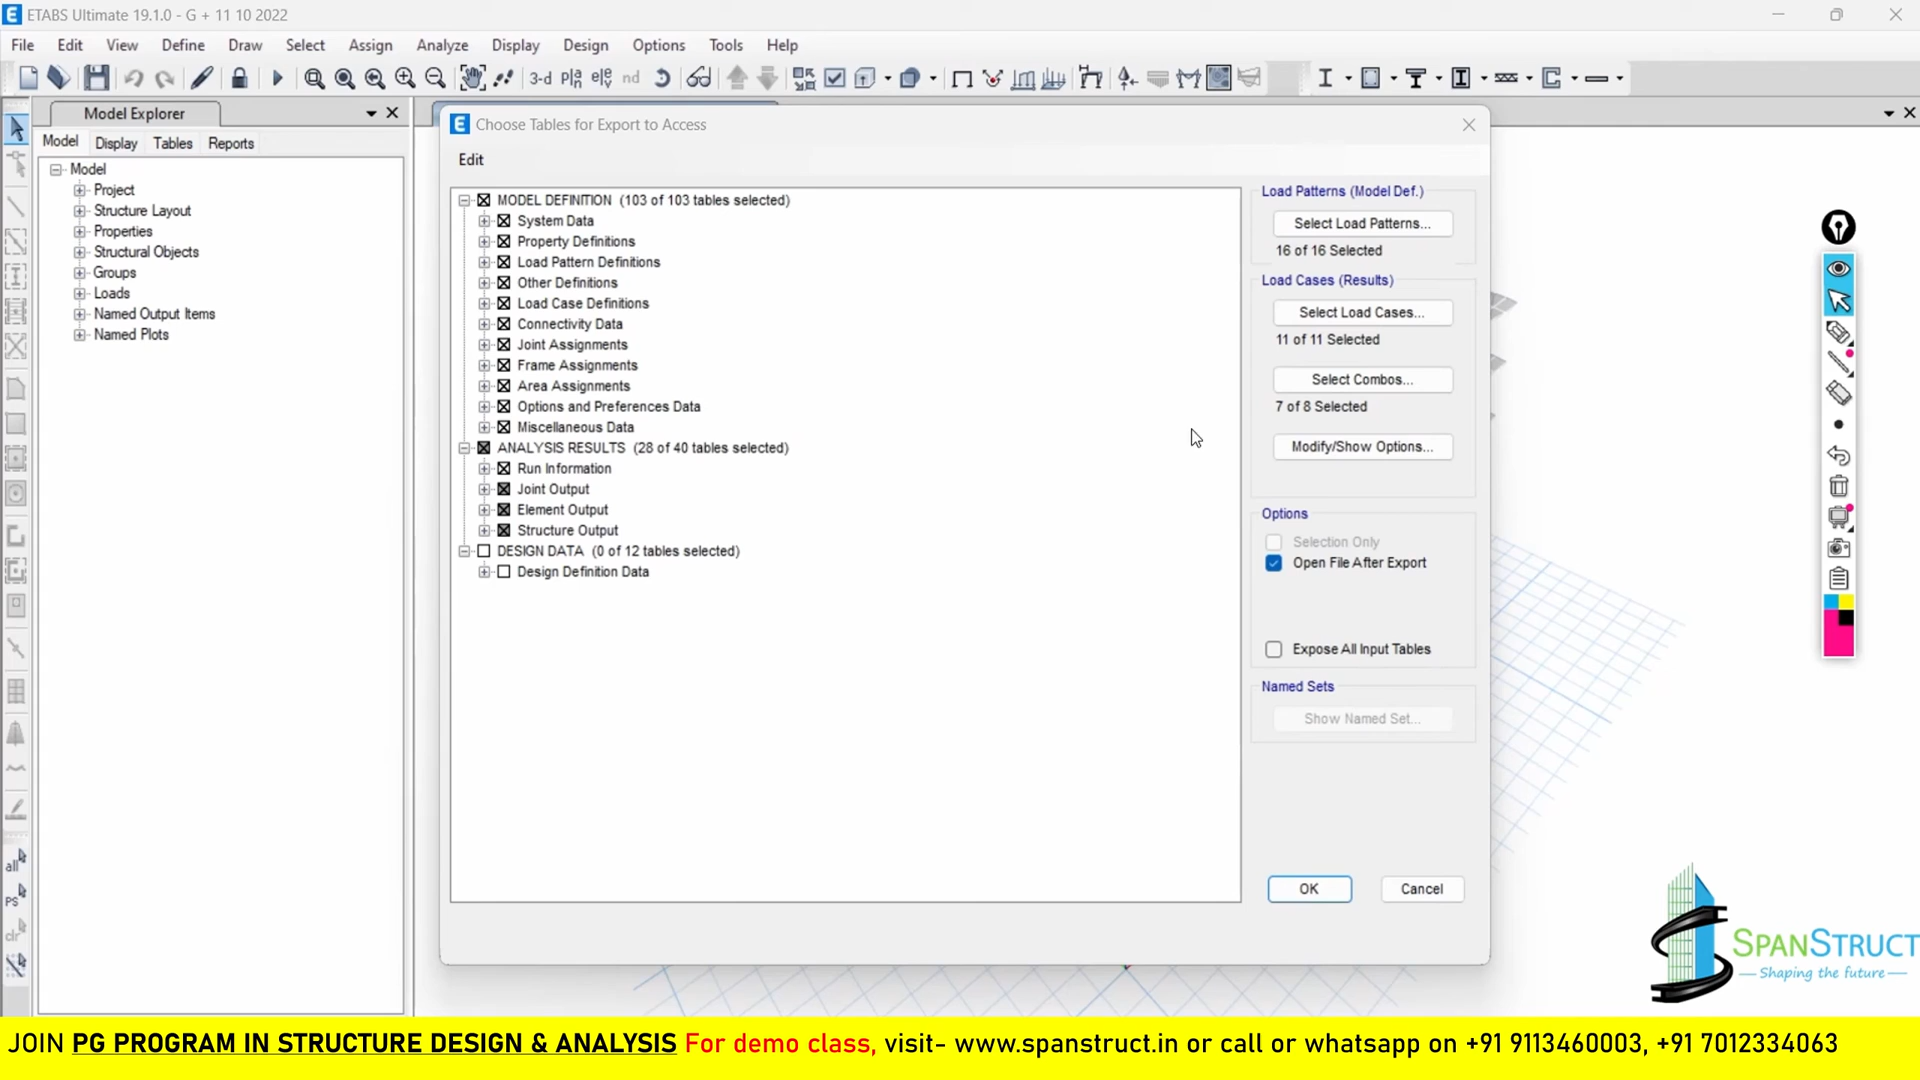 ETABS Ultimate 19.1.0 - G + 11 10 2022
File Edit View Define Draw Select Assign Analyze Display Design Options Tools Help
3-d pl˄n el˄v nd
Model Explorer
Model Display Tables Reports
Model
Project
Structure Layout
Properties
Structural Objects
Groups
Loads
Named Output Items
Named Plots
all
PS
clr
Choose Tables for Export to Access
Edit
MODEL DEFINITION (103 of 103 tables selected)
System Data
Property Definitions
Load Pattern Definitions
Other Definitions
Load Case Definitions
Connectivity Data
Joint Assignments
Frame Assignments
Area Assignments
Options and Preferences Data
Miscellaneous Data
ANALYSIS RESULTS (28 of 40 tables selected)
Run Information
Joint Output
Element Output
Structure Output
DESIGN DATA (0 of 12 tables selected)
Design Definition Data
Load Patterns (Model Def.)
Select Load Patterns...
16 of 16 Selected
Load Cases (Results)
Select Load Cases...
11 of 11 Selected
Select Combos...
7 of 8 Selected
Modify/Show Options...
Options
Selection Only
Open File After Export
Expose All Input Tables
Named Sets
Show Named Set...
OK Cancel
SPANSTRUCT
Shaping the future
JOIN PG PROGRAM IN STRUCTURE DESIGN & ANALYSIS For demo class, visit- www.spanstruct.in or call or whatsapp on +91 9113460003, +91 7012334063